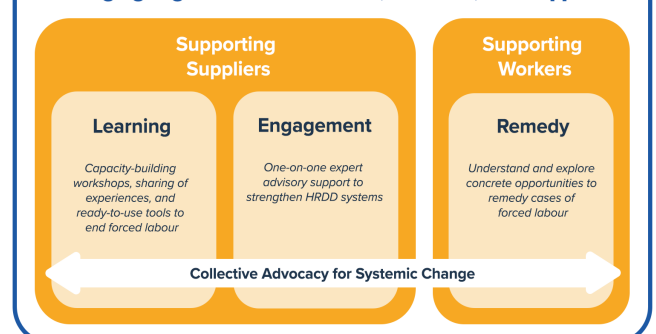 Supporting
Suppliers
Supporting
Workers
Learning
Capacity-building
workshops, sharing of
experiences, and
ready-to-use tools to
end forced labour
Engagement
One-on-one expert
advisory support to
strengthen HRDD systems
Remedy
Understand and explore
concrete opportunities to
remedy cases of
forced labour
Collective Advocacy for Systemic Change